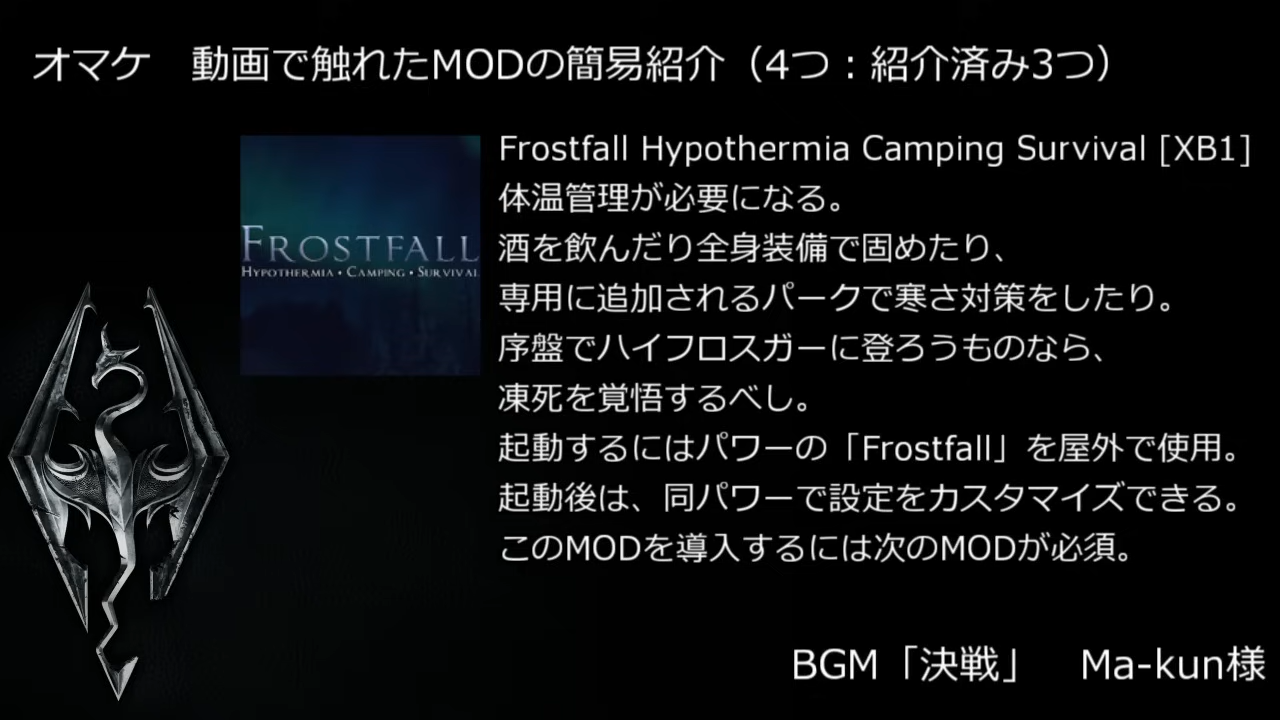 オマケ　動画で触れたMODの簡易紹介（4つ：紹介済み3つ）
FROSTFALL
HYPOTHERMIA • CAMPING • SURVIVAL
Frostfall Hypothermia Camping Survival [XB1]
体温管理が必要になる。
酒を飲んだり全身装備で固めたり、
専用に追加されるパークで寒さ対策をしたり。
序盤でハイフロスガーに登ろうものなら、
凍死を覚悟するべし。
起動するにはパワーの「Frostfall」を屋外で使用。
起動後は、同パワーで設定をカスタマイズできる。
このMODを導入するには次のMODが必須。
BGM「決戦」　Ma-kun様